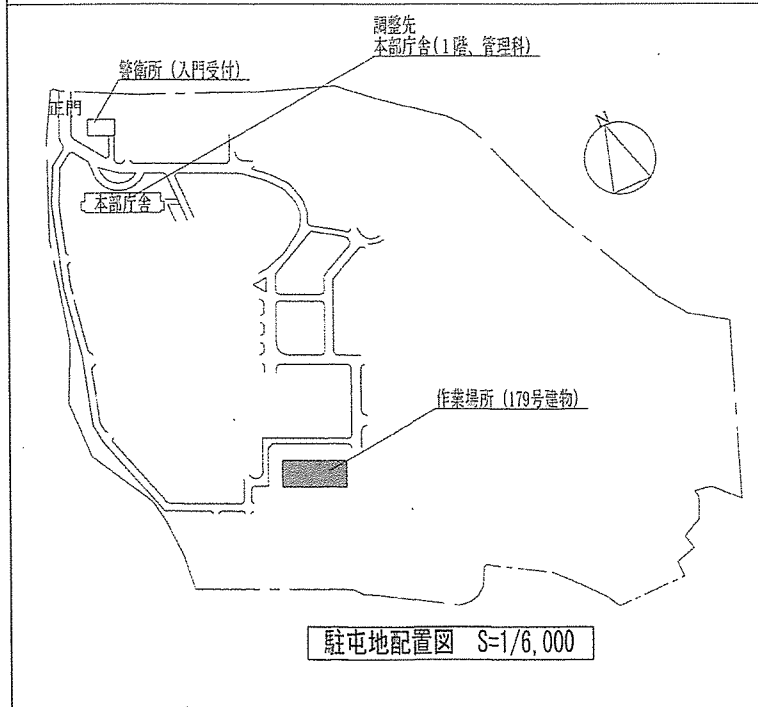 調整先
本部庁舎(1階、管理科)
警衛所 (入門受付)
正門
N
本部庁舎
作業場所 (179号建物)
駐屯地配置図 S=1/6,000